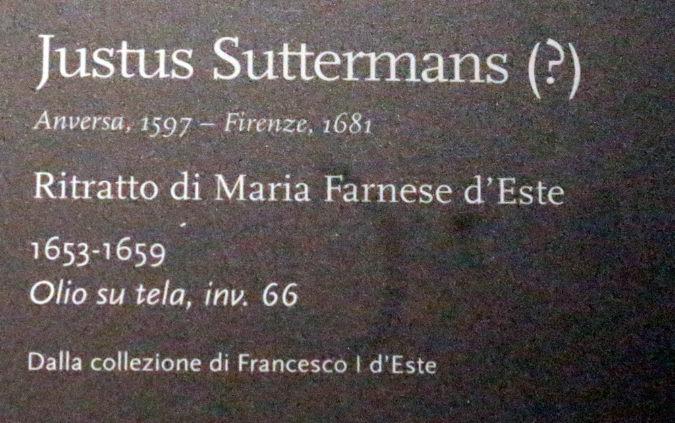 Justus Suttermans (?)
Anversa, 1597 – Firenze, 1681
Ritratto di Maria Farnese d'Este
1653-1659
Olio su tela, inv. 66
Dalla collezione di Francesco I d'Este